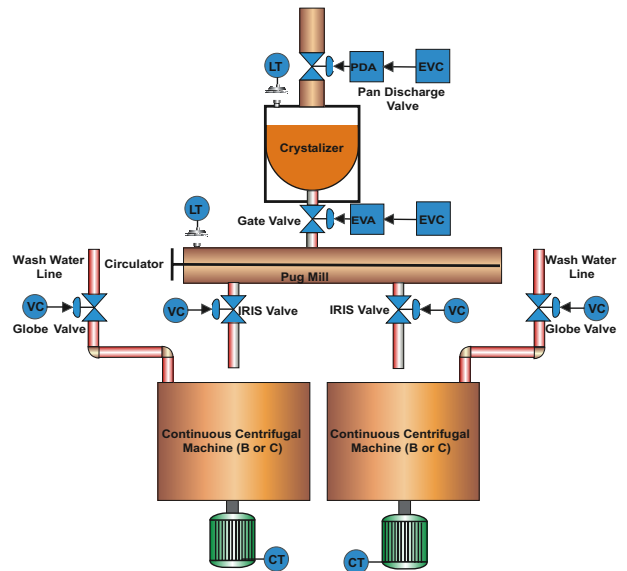 LT
PDA
EVC
Pan Discharge
Valve
Crystalizer
LT
Gate Valve
EVA
EVC
Wash Water
Line
Circulator
Pug Mill
Wash Water
Line
VC
Globe Valve
VC
IRIS Valve
IRIS Valve
VC
VC
Globe Valve
Continuous Centrifugal
Machine (B or C)
Continuous Centrifugal
Machine (B or C)
CT
CT